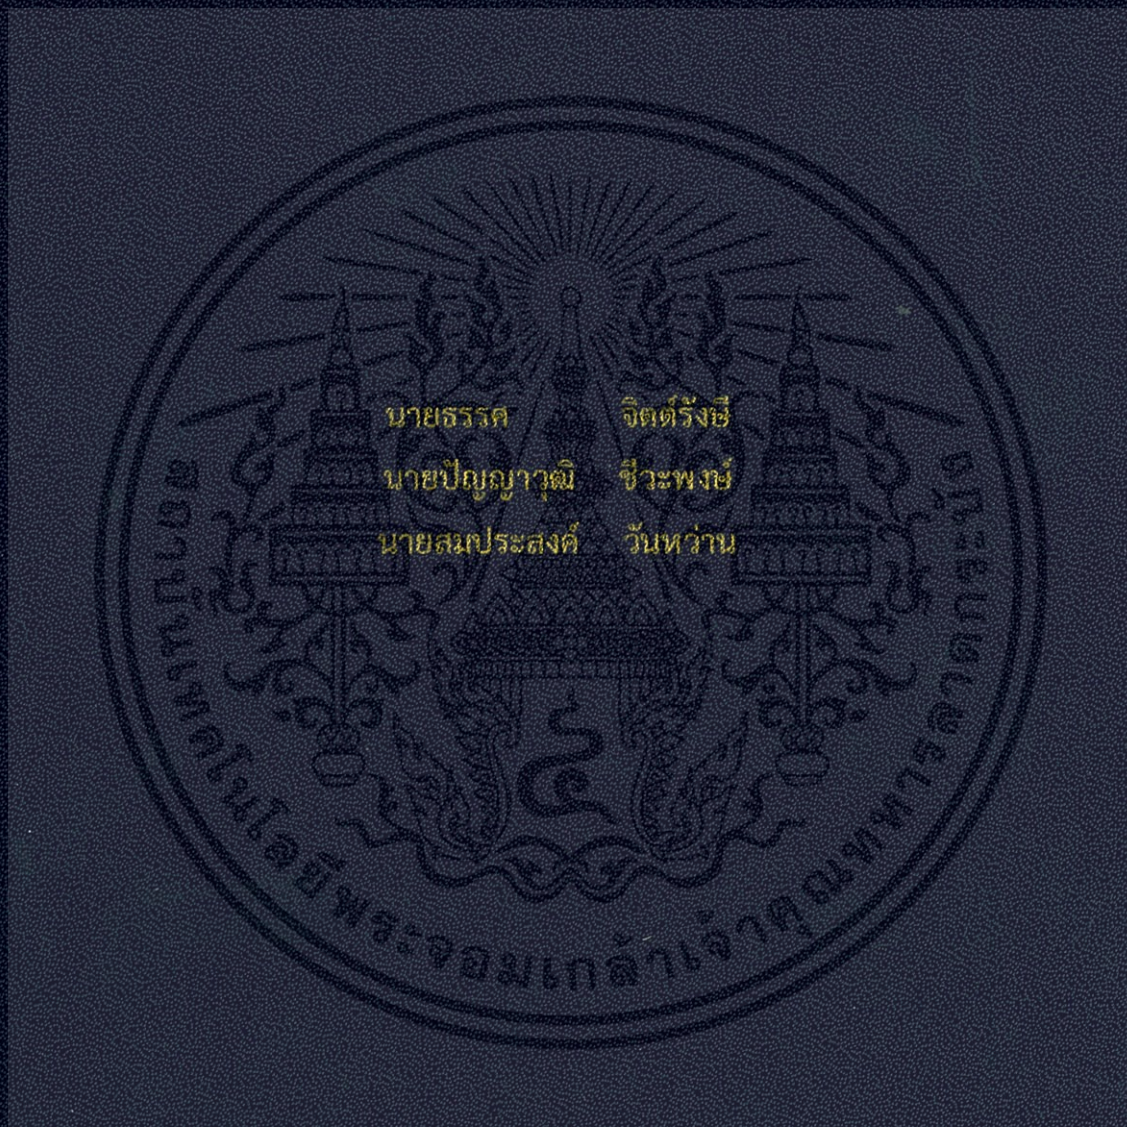 นายธรรศ จิตต์รังษี
นายปัญญาวุฒิ ชีวะพงษ์
นายสมประสงค์ วันหว่าน
สถาบันเทคโนโลยีพระจอมเกล้าเจ้าคุณทหารลาดกระบัง
๔